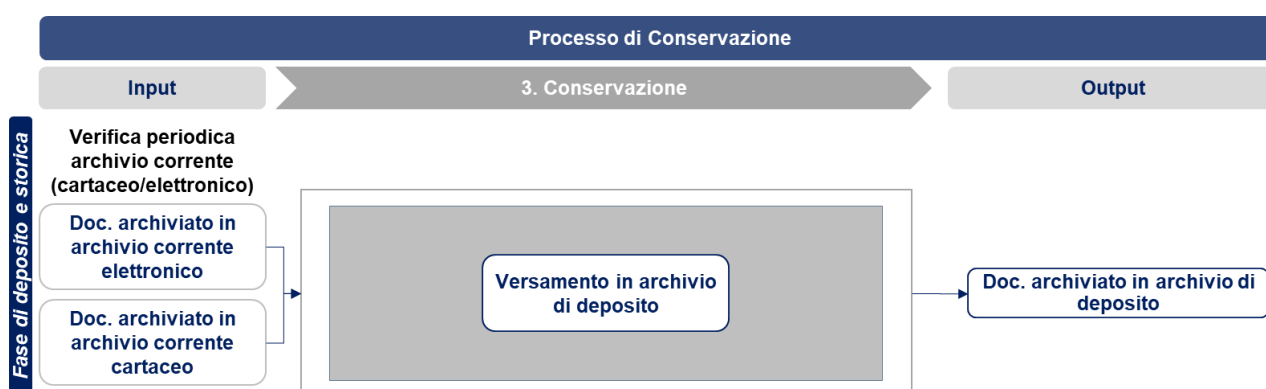 Processo di Conservazione
Input
3. Conservazione
Output
Fase di deposito e storica
Verifica periodica
archivio corrente
(cartaceo/elettronico)
Doc. archiviato in
archivio corrente
elettronico
Doc. archiviato in
archivio corrente
cartaceo
Versamento in archivio
di deposito
Doc. archiviato in archivio di
deposito